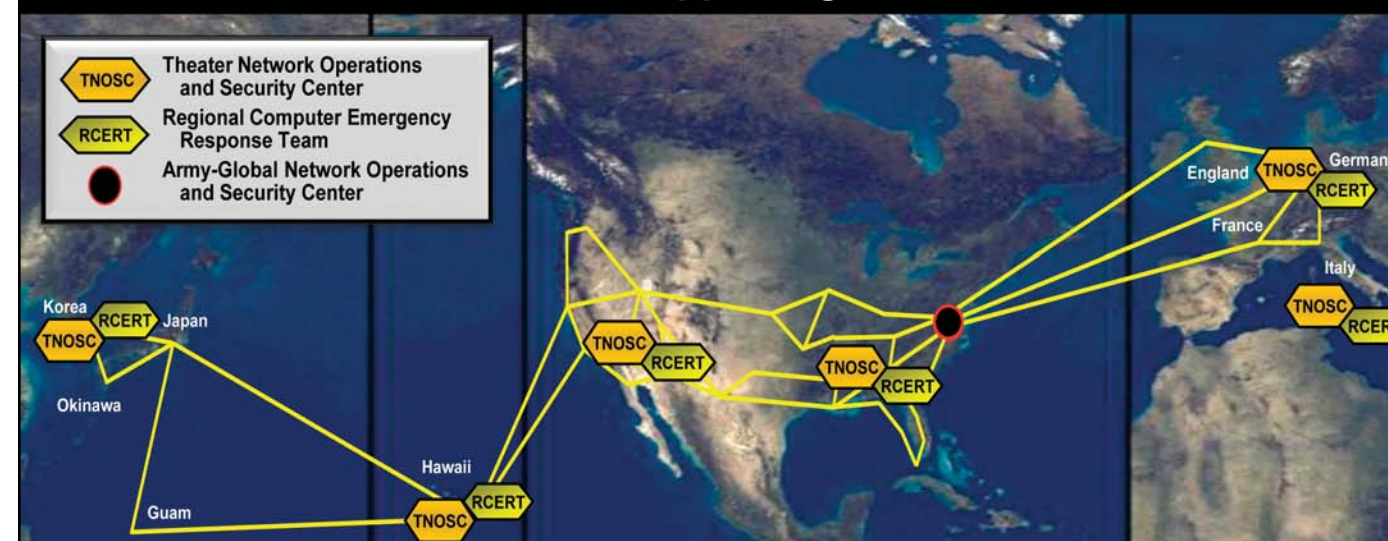 TNOSC
Theater Network Operations
and Security Center
RCERT
Regional Computer Emergency
Response Team
Army-Global Network Operations
and Security Center
England
TNOSC
German
RCERT
France
Italy
TNOSC
RCER
Korea
RCERT
Japan
TNOSC
Okinawa
TNOSC
RCERT
TNOSC
RCERT
Hawaii
RCERT
TNOSC
Guam